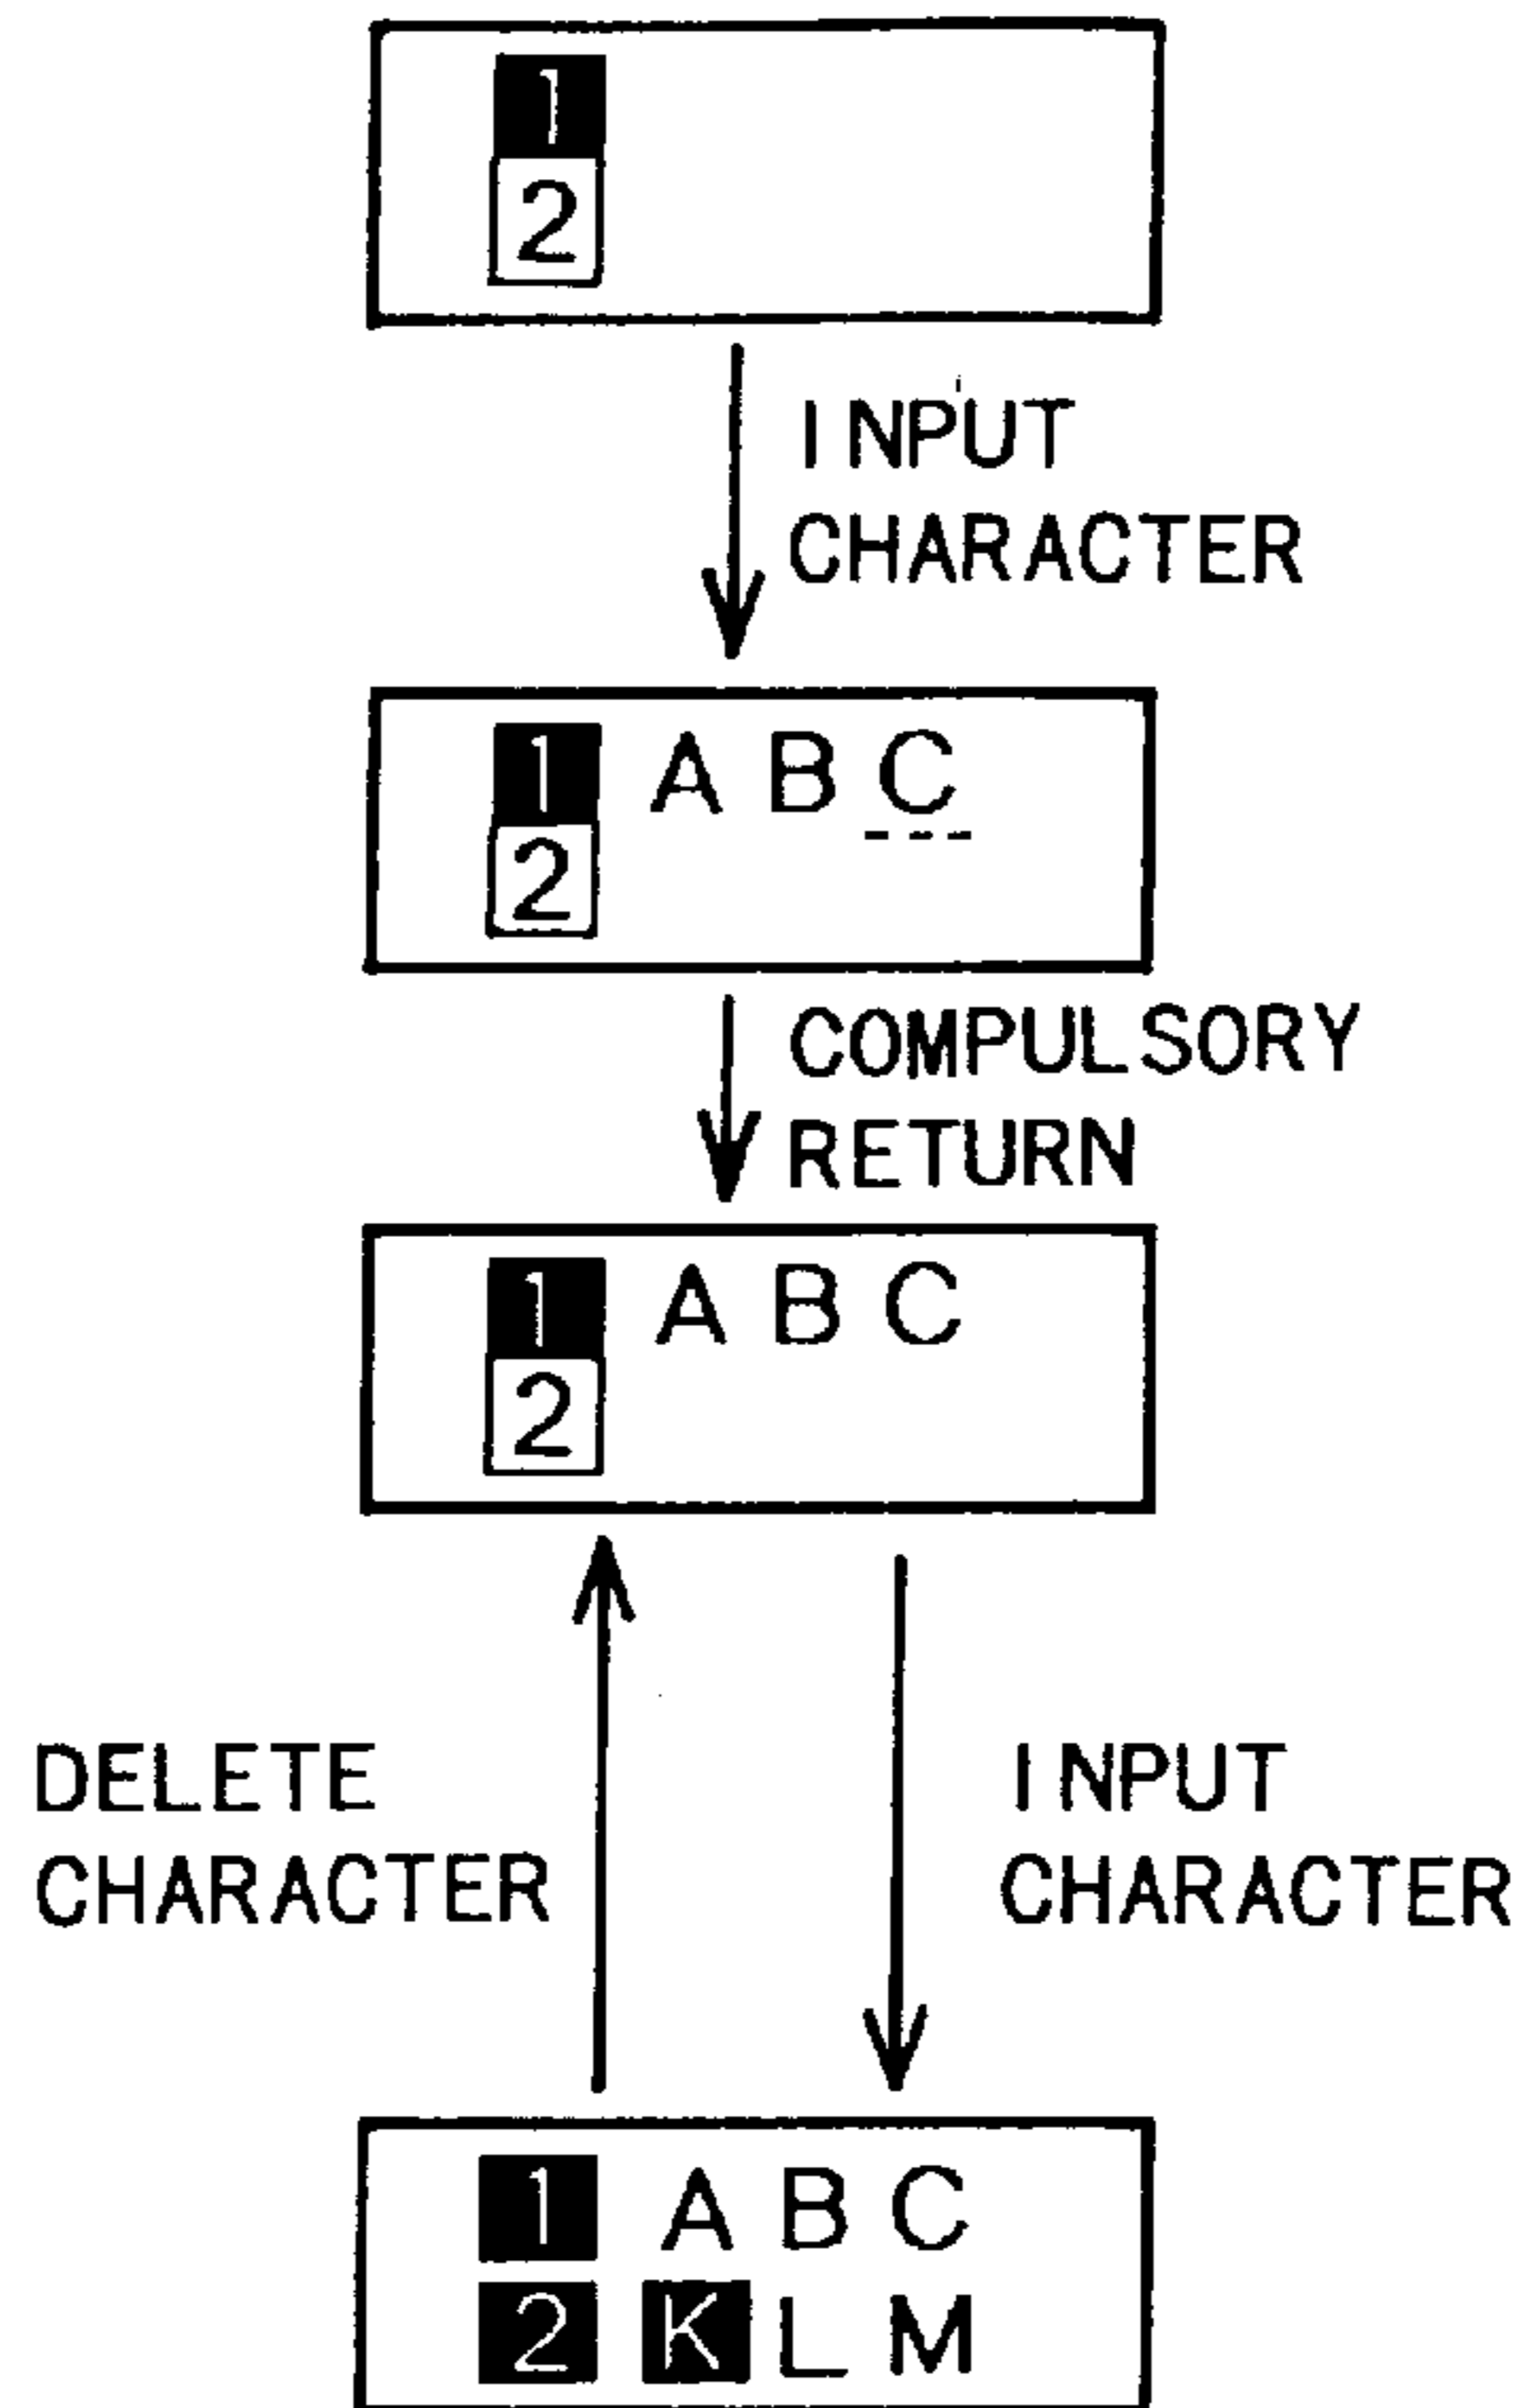 1
2
INPUT
CHARACTER
1 A B C
2
COMPULSORY
RETURN
1 A B C
2
DELETE
CHARACTER
INPUT
CHARACTER
1 A B C
2 K L M